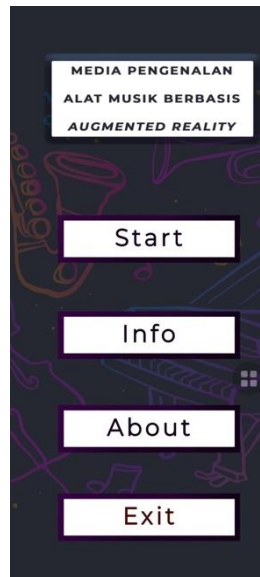 MEDIA PENGENALAN
ALAT MUSIK BERBASIS
AUGMENTED REALITY
Start
Info
About
Exit